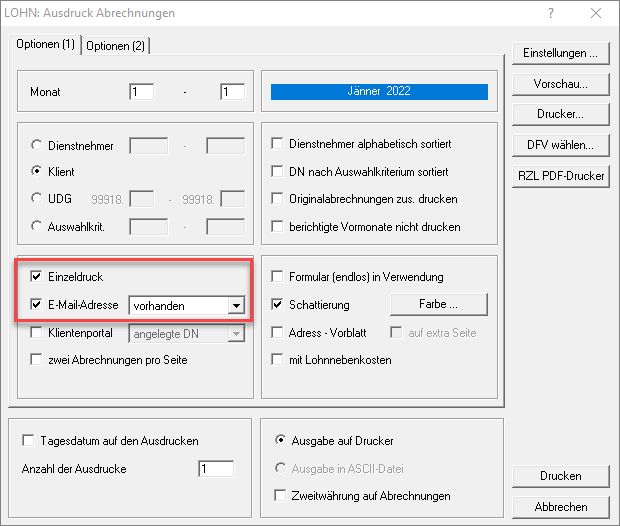 LOHN: Ausdruck Abrechnungen
Optionen (1) Optionen (2)
Monat 1 - 1
Jänner 2022
Dienstnehmer -
Klient
UDG 99918. - 99918.
Auswahlkrit. -
Dienstnehmer alphabetisch sortiert
DN nach Auswahlkriterium sortiert
Originalabrechnungen zus. drucken
berichtigte Vormonate nicht drucken
Einzeldruck
E-Mail-Adresse vorhanden
Klientenportal angelegte DN
zwei Abrechnungen pro Seite
Formular (endlos) in Verwendung
Schattierung Farbe ...
Adress - Vorblatt auf extra Seite
mit Lohnnebenkosten
Tagesdatum auf den Ausdrucken
Anzahl der Ausdrucke 1
Ausgabe auf Drucker
Ausgabe in ASCII-Datei
Zweitwährung auf Abrechnungen
Einstellungen ...
Vorschau...
Drucker...
DFV wählen...
RZL PDF-Drucker
Drucken
Abbrechen